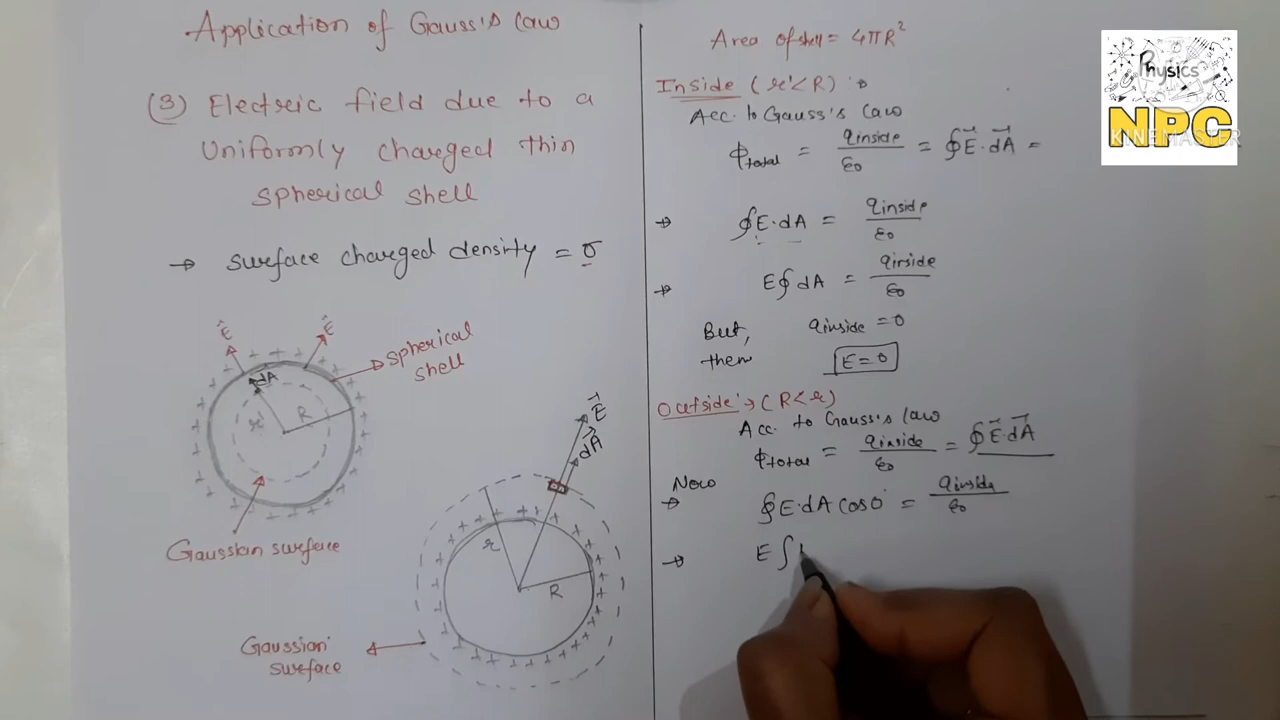 Application of Gauss's law
(3) Electric field due to a
Uniformly charged thin
spherical shell
→ surface charged density = σ
Ê
Ê
spherical
shell
dA
r'
R
Gaussian surface
E⃗
dA⃗
r
R
Gaussian
surface
Area of shell = 4πR²
Inside (r'<R) :→
Acc. to Gauss's law
ϕtotal = qinside/ε0 = ∮E⃗·dA⃗ =
→ ∮E·dA = qinside/ε0
→ E∮dA = qinside/ε0
But, qinside = 0
then E=0
Outside :→ (R<r)
Acc. to Gauss's law
ϕtotal = qinside/ε0 = ∮E⃗·dA⃗
Now
→ ∮E·dA cos0° = qinside/ε0
→ E∫
Physics
NPC
KINEMASTER